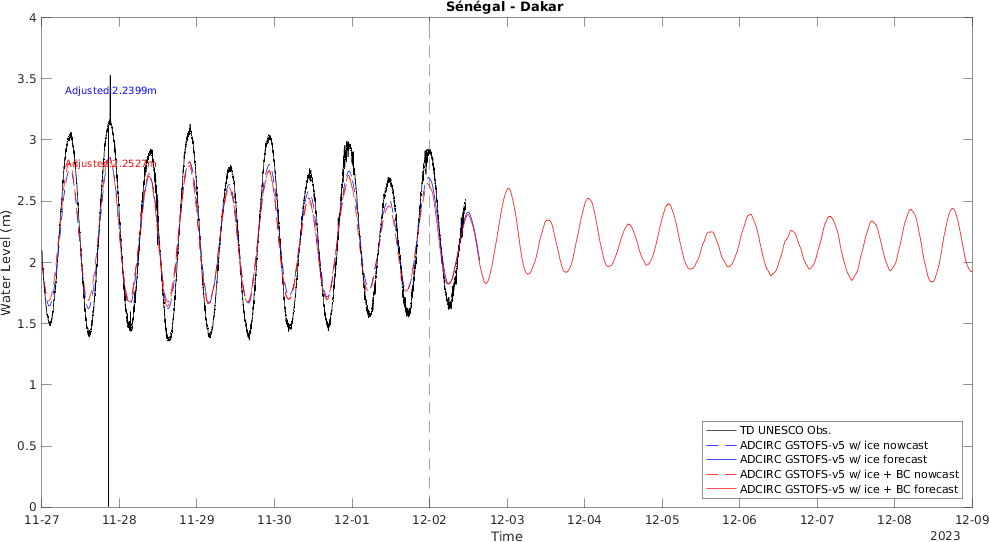 Sénégal - Dakar
4
3.5
3
2.5
2
1.5
1
0.5
0
Water Level (m)
Adjusted 2.2399m
Adjusted 2.2527m
TD UNESCO Obs.
ADCIRC GSTOFS-v5 w/ ice nowcast
ADCIRC GSTOFS-v5 w/ ice forecast
ADCIRC GSTOFS-v5 w/ ice + BC nowcast
ADCIRC GSTOFS-v5 w/ ice + BC forecast
11-27 11-28 11-29 11-30 12-01 12-02 12-03 12-04 12-05 12-06 12-07 12-08 12-09
Time
2023